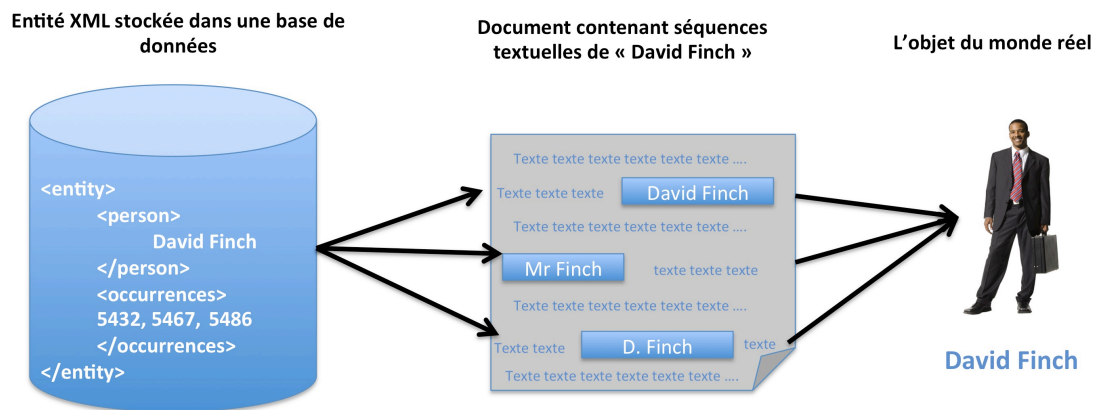 Entité XML stockée dans une base de
données
Document contenant séquences
textuelles de « David Finch »
L'objet du monde réel
<entity>
<person>
David Finch
</person>
<occurrences>
5432, 5467, 5486
</occurrences>
</entity>
Texte texte texte texte texte texte ....
Texte texte texte David Finch
Texte texte texte texte texte texte ....
Mr Finch texte texte texte
Texte texte texte texte texte texte ....
Texte texte D. Finch texte
Texte texte texte texte texte texte ....
David Finch